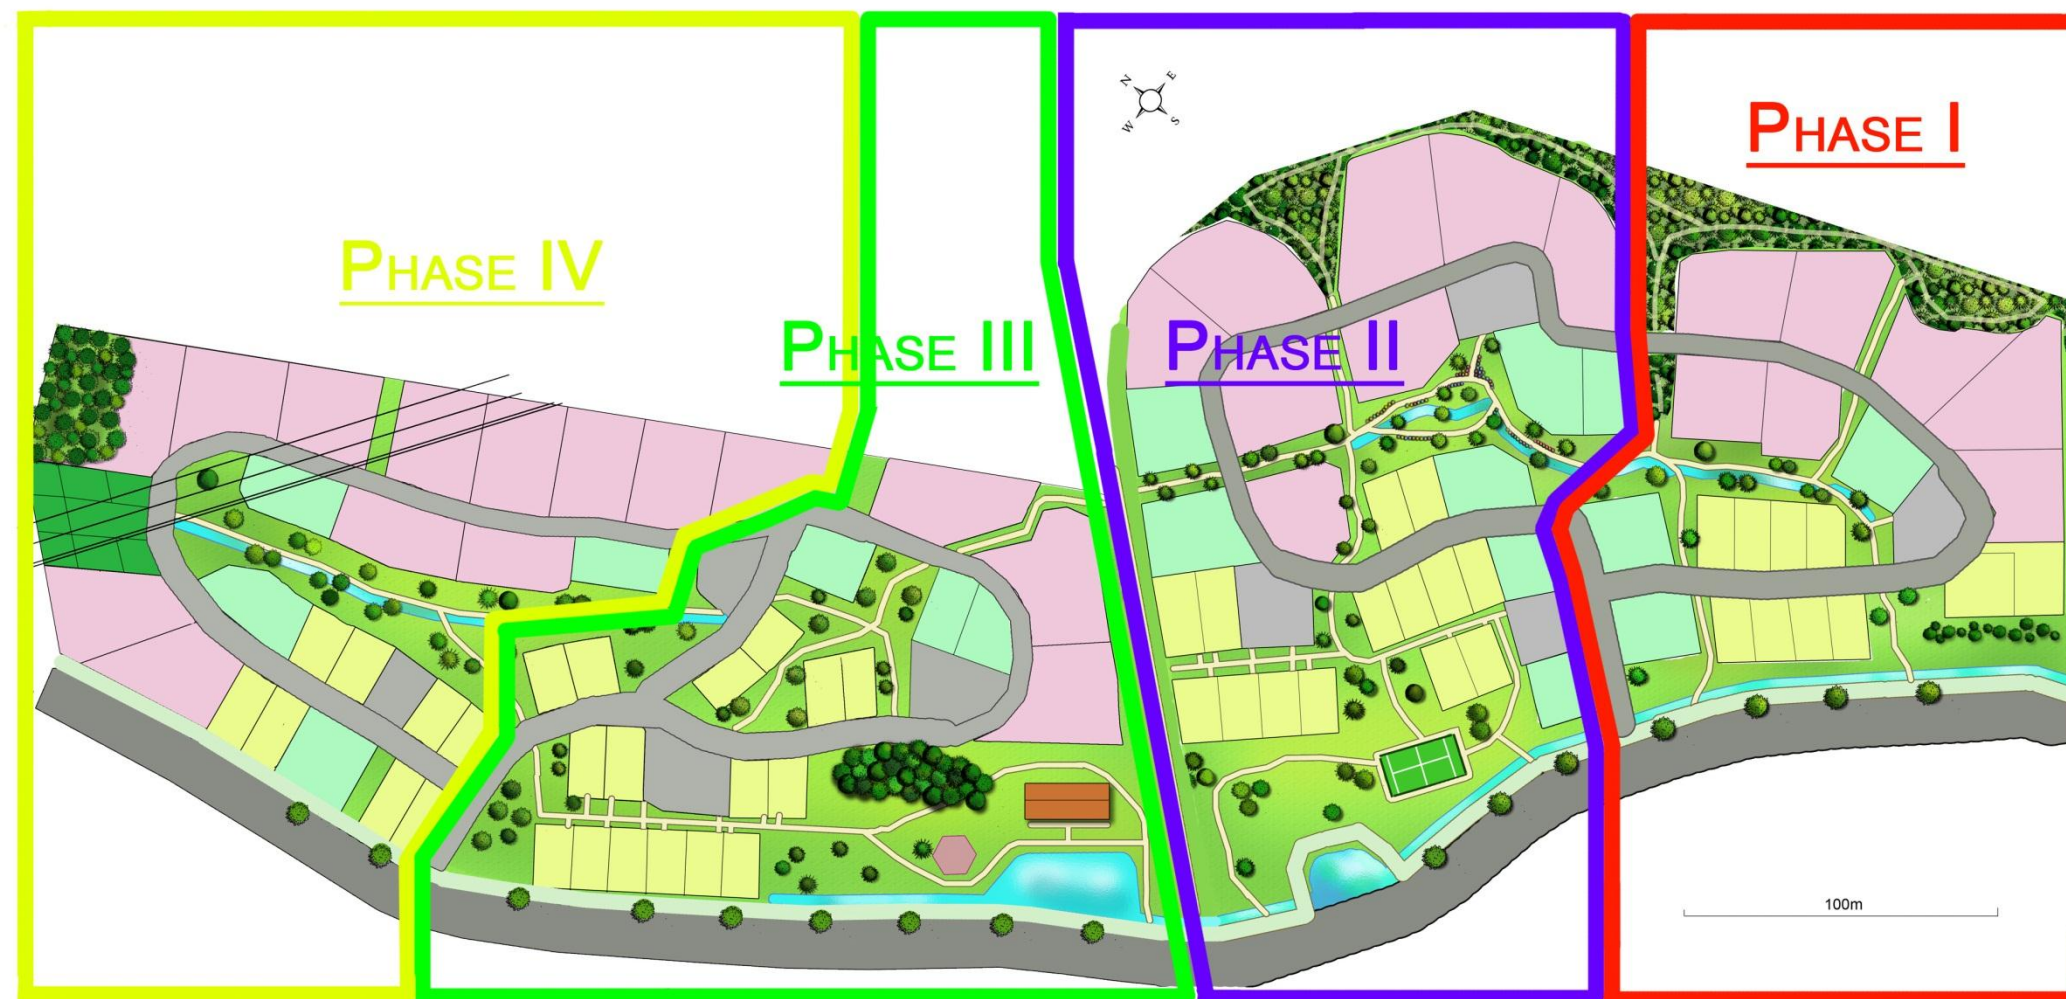 N E
W S
PHASE I
PHASE IV
PHASE III
PHASE II
100m